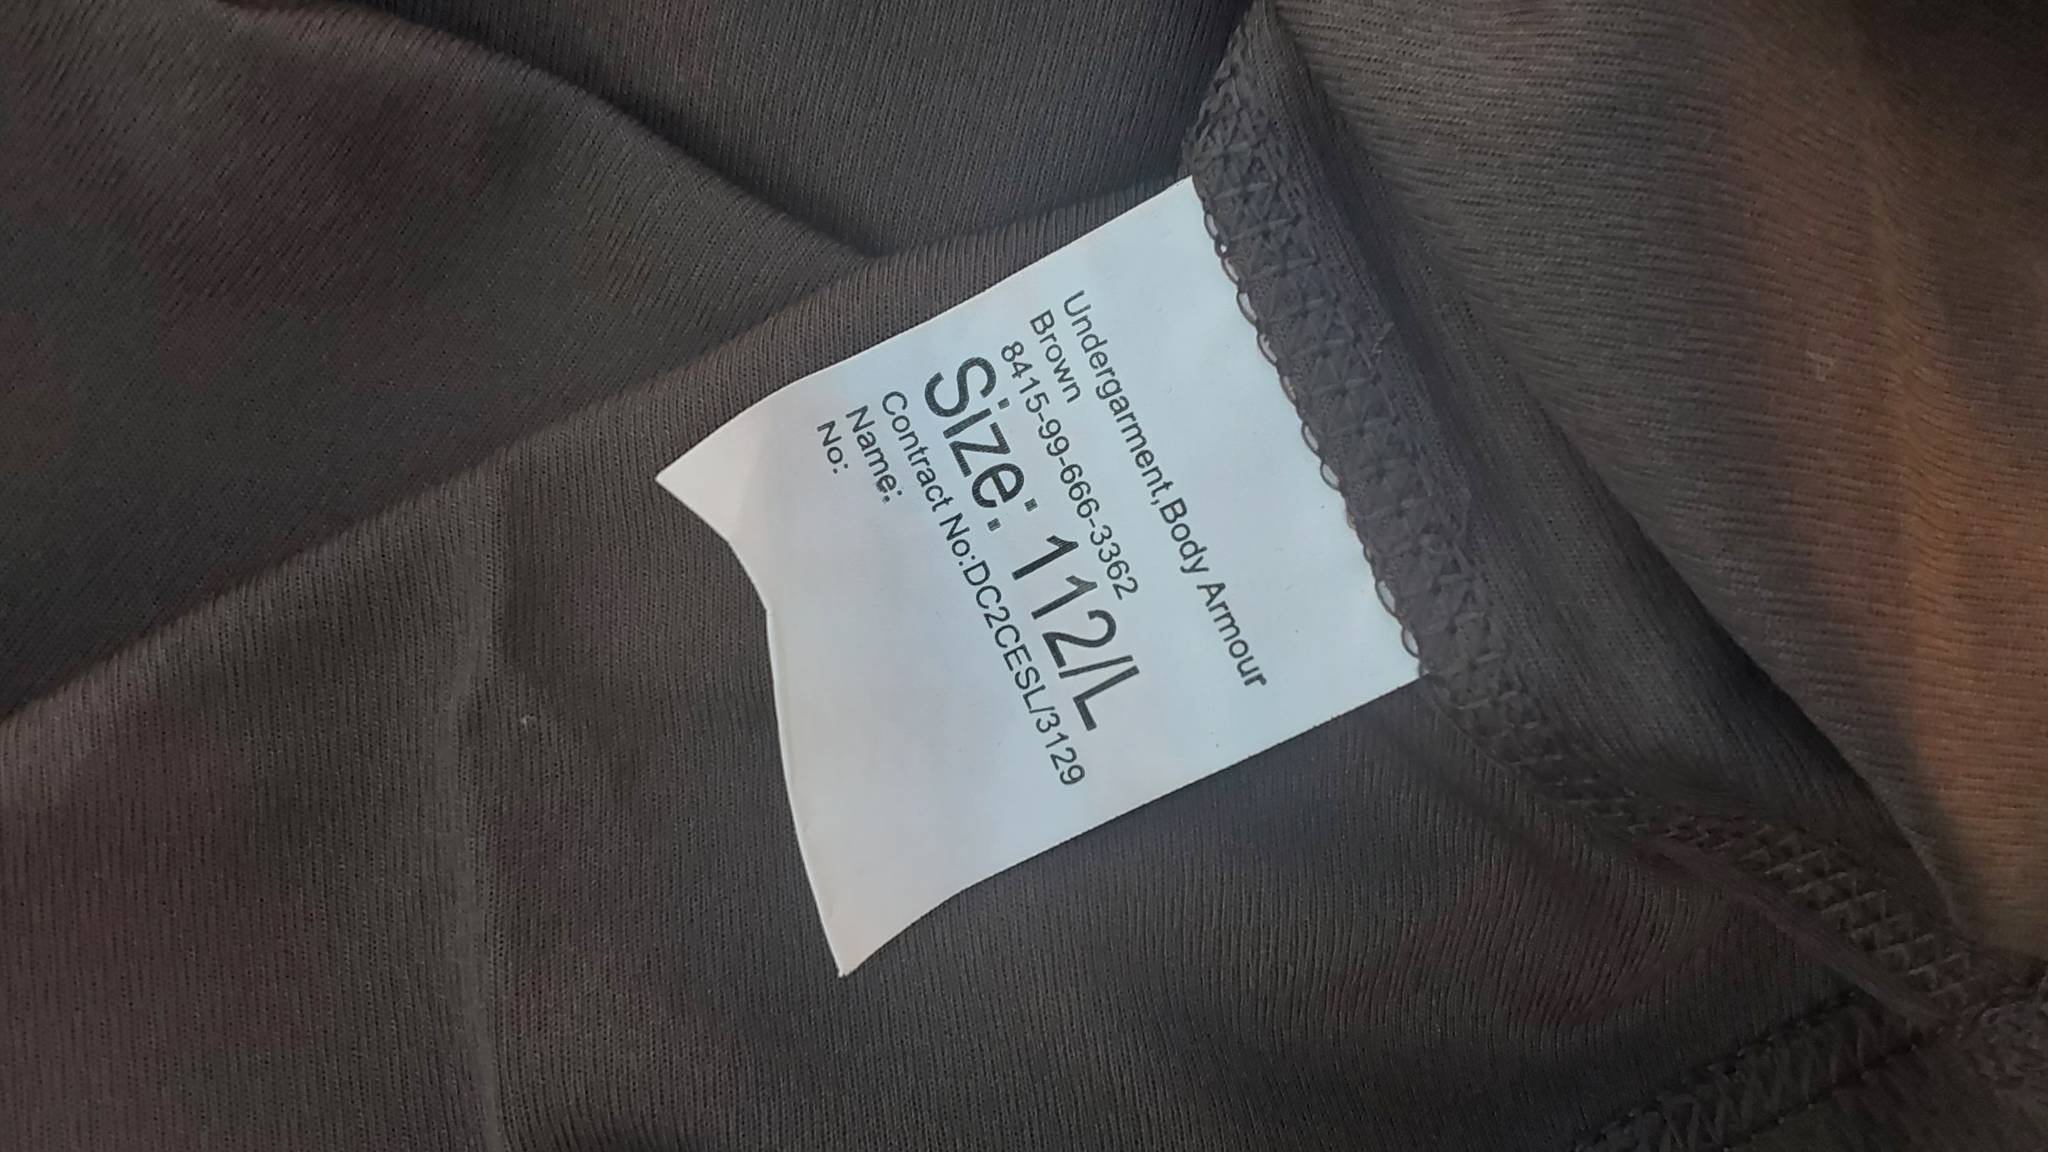 Undergarment,Body Armour
Brown
8415-99-666-3362
Size: 112/L
Contract No:DC2CESL/3129
Name:
No: